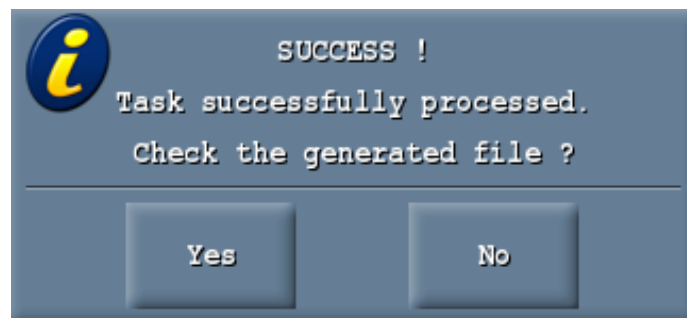 SUCCESS !
Task successfully processed.
Check the generated file ?
Yes No